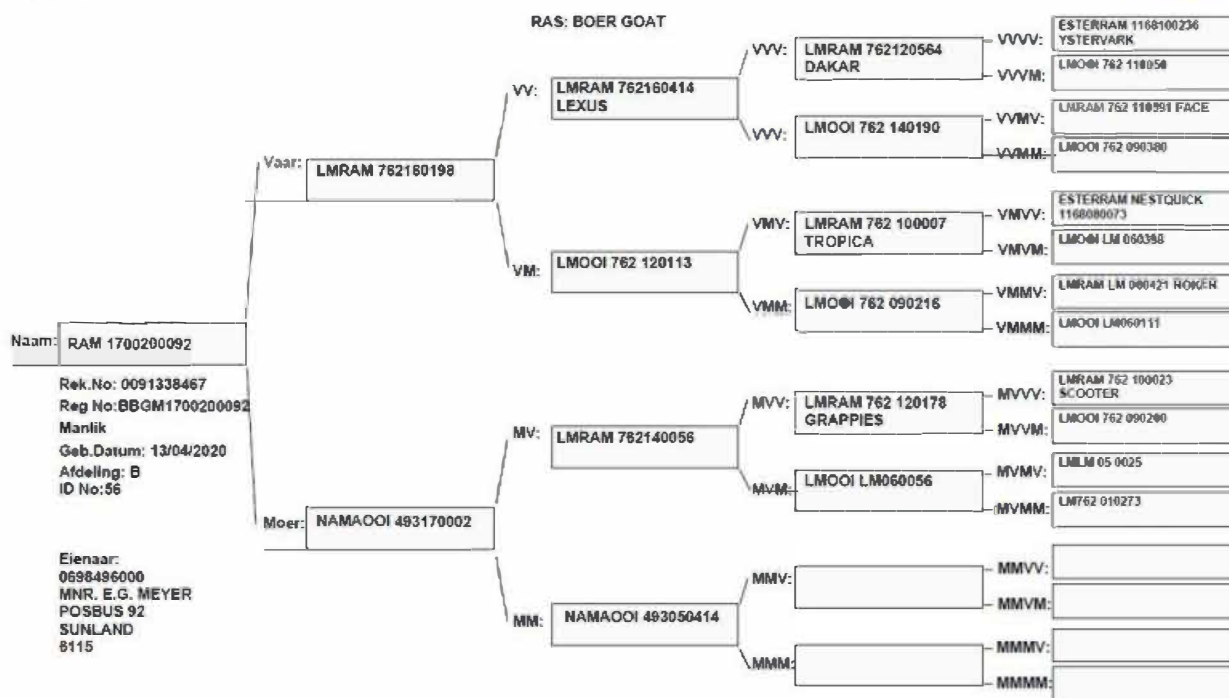 RAS: BOER GOAT
Naam: RAM 1700200092
Rek.No: 0091338467
Reg No:BBGM1700200092
Manlik
Geb.Datum: 13/04/2020
Afdeling: B
ID No:56
Eienaar:
0698496000
MNR. E.G. MEYER
POSBUS 92
SUNLAND
6115
Vaar: LMRAM 762160198
Moer: NAMAOOI 493170002
VV: LMRAM 762160414
LEXUS
VM: LMOOI 762 120113
MV: LMRAM 762140056
MM: NAMAOOI 493050414
VVV: LMRAM 762120564
DAKAR
VVV: LMOOI 762 140190
VMV: LMRAM 762 100007
TROPICA
VMM: LMOOI 762 090216
MVV: LMRAM 762 120178
GRAPPIES
MVM: LMOOI LM060056
MMV:
MMM:
VVVV: ESTERRAM 1168100236
YSTERVARK
VVVM: LMOOI 762 110050
VVMV: LMRAM 762 110591 FACE
VVMM: LMOOI 762 090380
VMVV: ESTERRAM NESTQUICK
1168080073
VMVM: LMOOI LM 060398
VMMV: LMRAM LM 060421 ROKER
VMMM: LMOOI LM060111
MVVV: LMRAM 762 100023
SCOOTER
MVVM: LMOOI 762 090200
MVMV: LMLM 05 0025
MVMM: LM762 010273
MMVV:
MMVM:
MMMV:
MMMM: